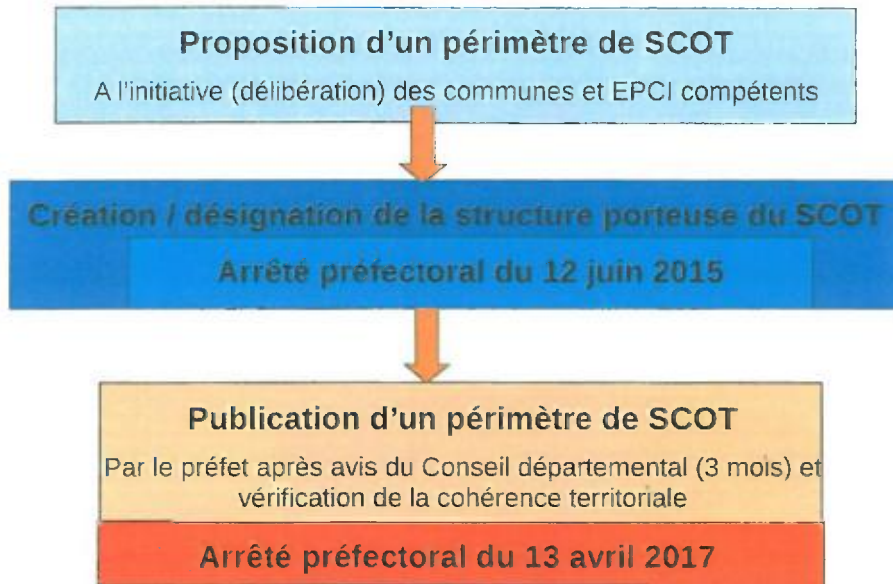 Proposition d'un périmètre de SCOT
A l'initiative (délibération) des communes et EPCI compétents
Création / désignation de la structure porteuse du SCOT
Arrêté préfectoral du 12 juin 2015
Publication d'un périmètre de SCOT
Par le préfet après avis du Conseil départemental (3 mois) et
vérification de la cohérence territoriale
Arrêté préfectoral du 13 avril 2017